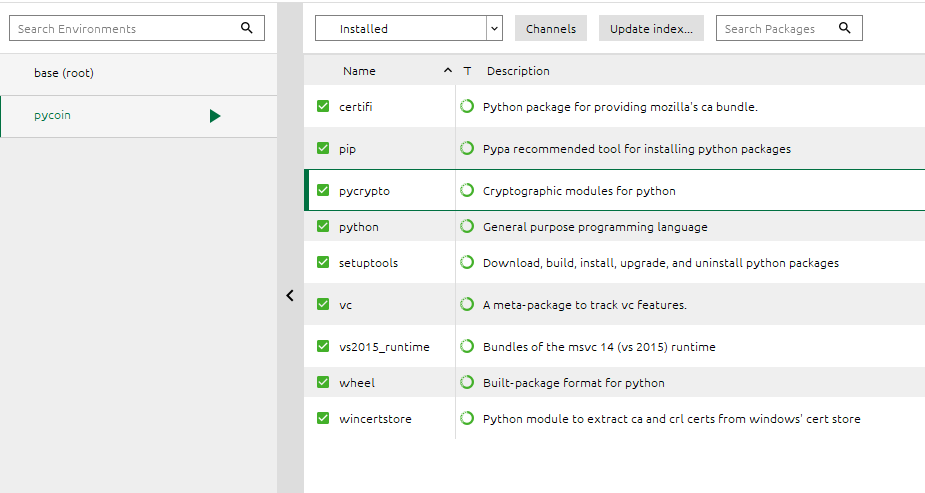 Search Environments
Installed
Channels
Update index...
Search Packages
base (root)
pycoin
Name T Description
certifi Python package for providing mozilla's ca bundle.
pip Pypa recommended tool for installing python packages
pycrypto Cryptographic modules for python
python General purpose programming language
setuptools Download, build, install, upgrade, and uninstall python packages
vc A meta-package to track vc features.
vs2015_runtime Bundles of the msvc 14 (vs 2015) runtime
wheel Built-package format for python
wincertstore Python module to extract ca and crl certs from windows' cert store